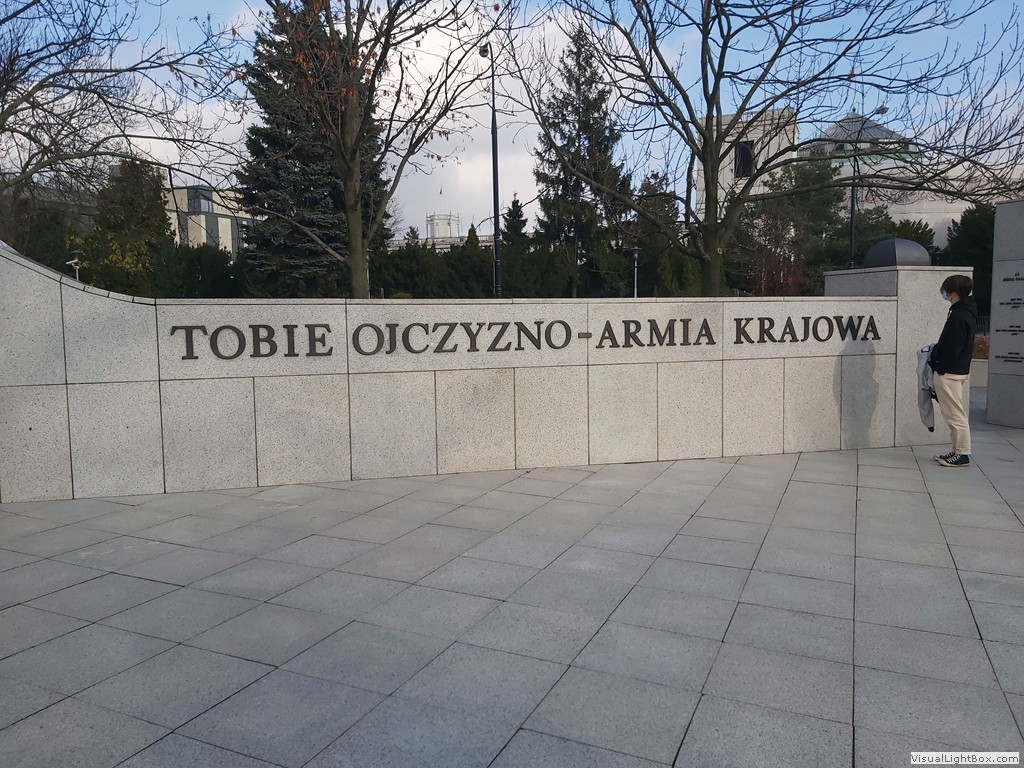 TOBIE OJCZYZNO-ARMIA KRAJOWA
VisualLightBox.com